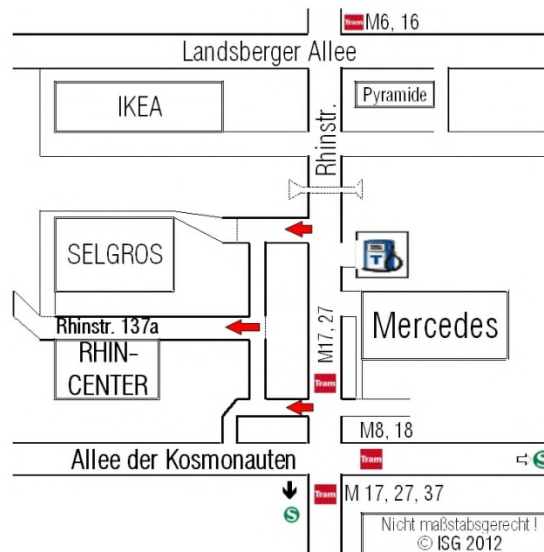 Tram M6, 16
Landsberger Allee
IKEA
Pyramide
Rhinstr.
SELGROS
T
Rhinstr. 137a
M17, 27
Mercedes
RHIN-
CENTER
Tram
M8, 18
Allee der Kosmonauten
Tram
S
Tram M 17, 27, 37
S
Nicht maßstabsgerecht !
© ISG 2012